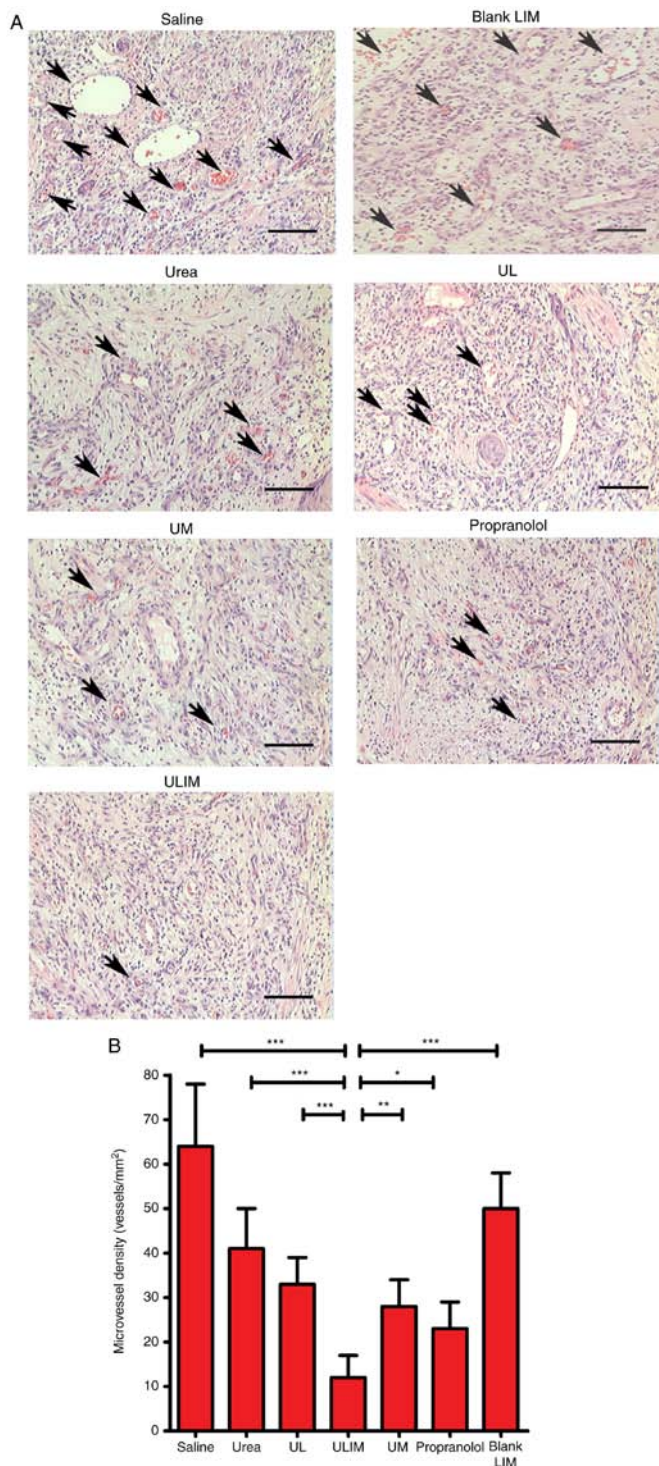 A
Saline
Blank LIM
Urea
UL
UM
Propranolol
ULIM
B
*** ***
*** *
*** **
Microvessel density (vessels/mm²)
80
70
60
50
40
30
20
10
0
Saline Urea UL ULIM UM Propranolol Blank
LIM